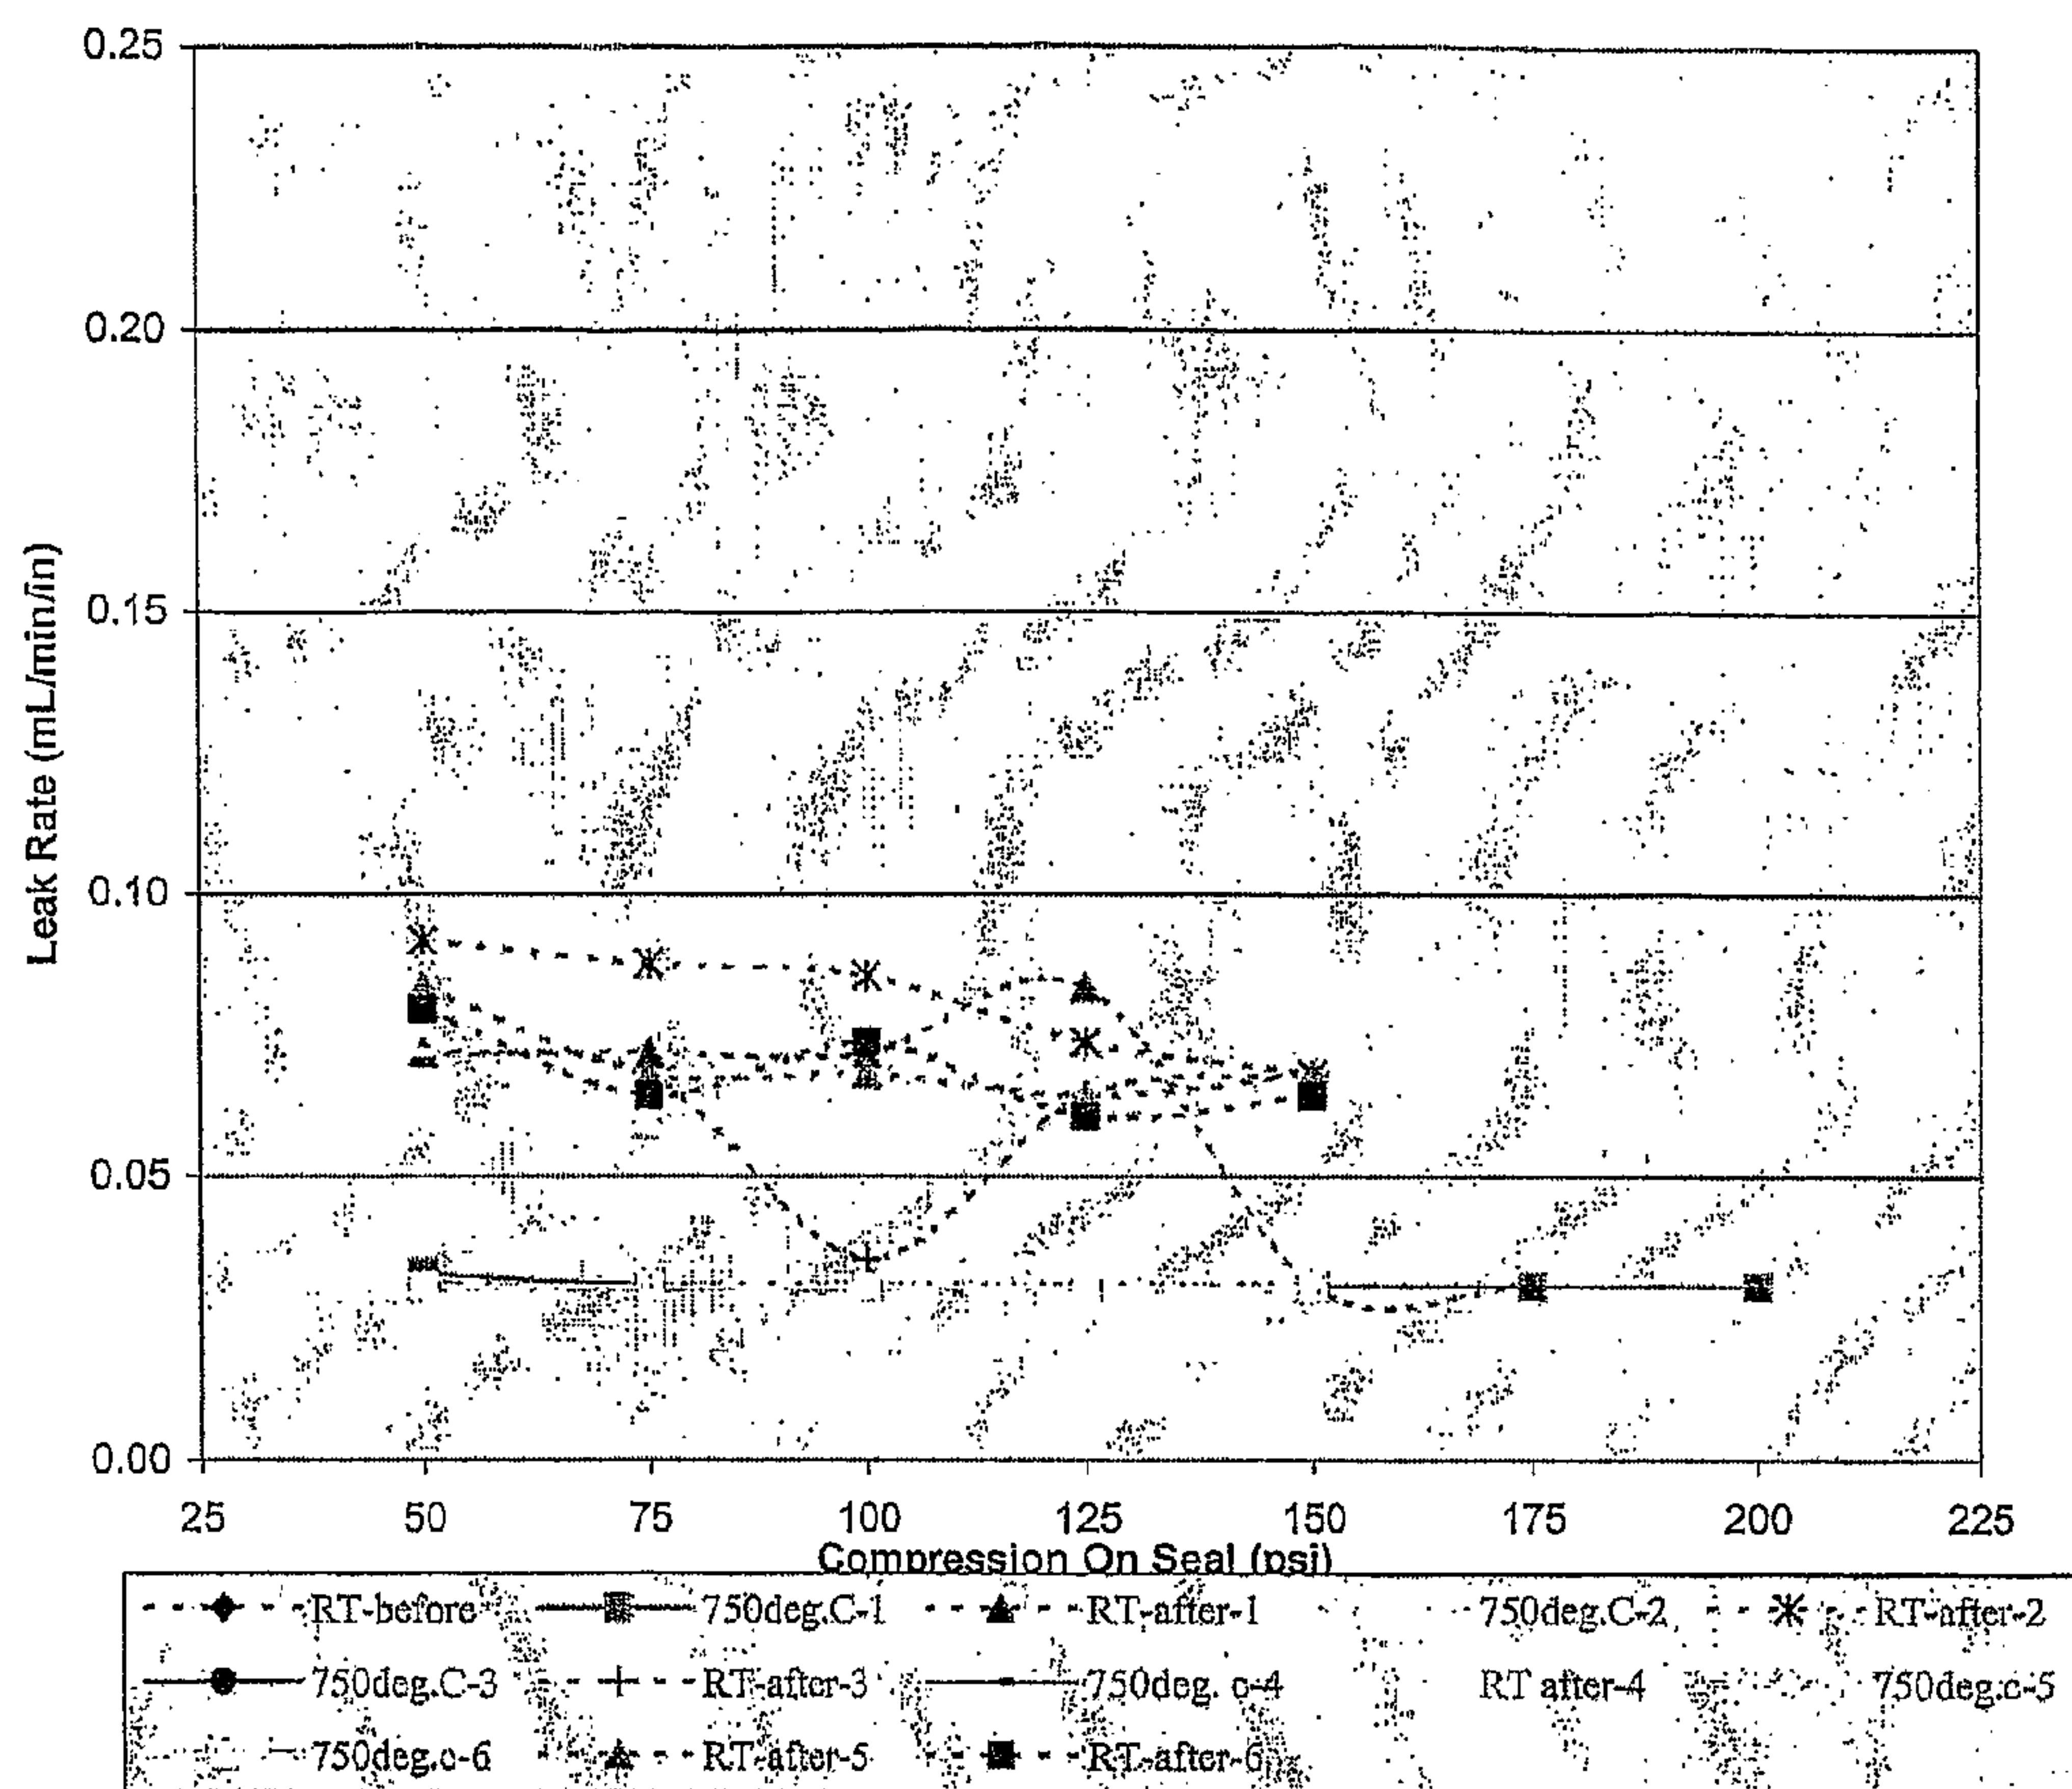 0.25
0.20
0.15
0.10
0.05
0.00
Leak Rate (mL/min/in)
25 50 75 100 125 150 175 200 225
Compression On Seal (psi)
RT-before 750deg.C-1 RT-after-1 750deg.C-2 RT-after-2
750deg.C-3 RT-after-3 750deg. c-4 RT after-4 750deg.c-5
750deg.c-6 RT-after-5 RT-after-6